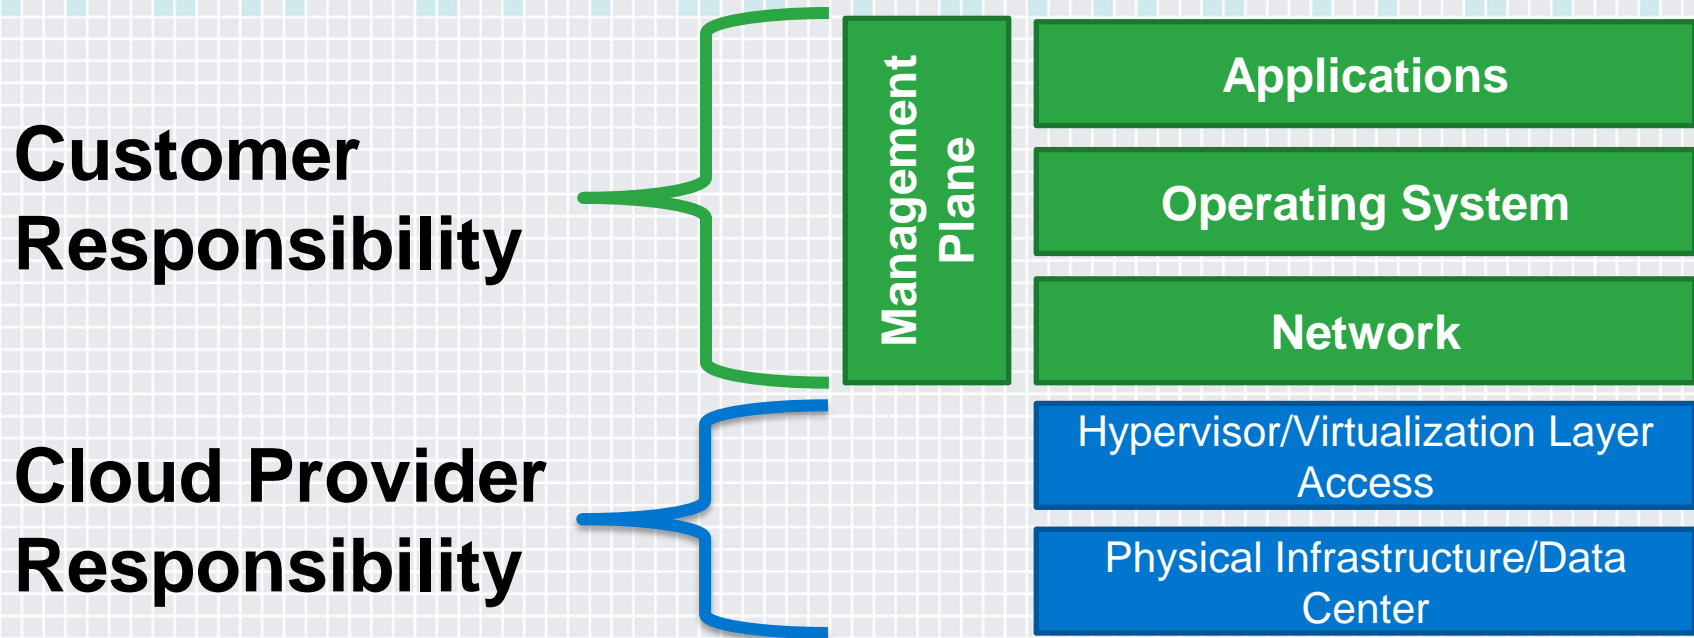 Customer
Responsibility
Management
Plane
Applications
Operating System
Network
Cloud Provider
Responsibility
Hypervisor/Virtualization Layer
Access
Physical Infrastructure/Data
Center